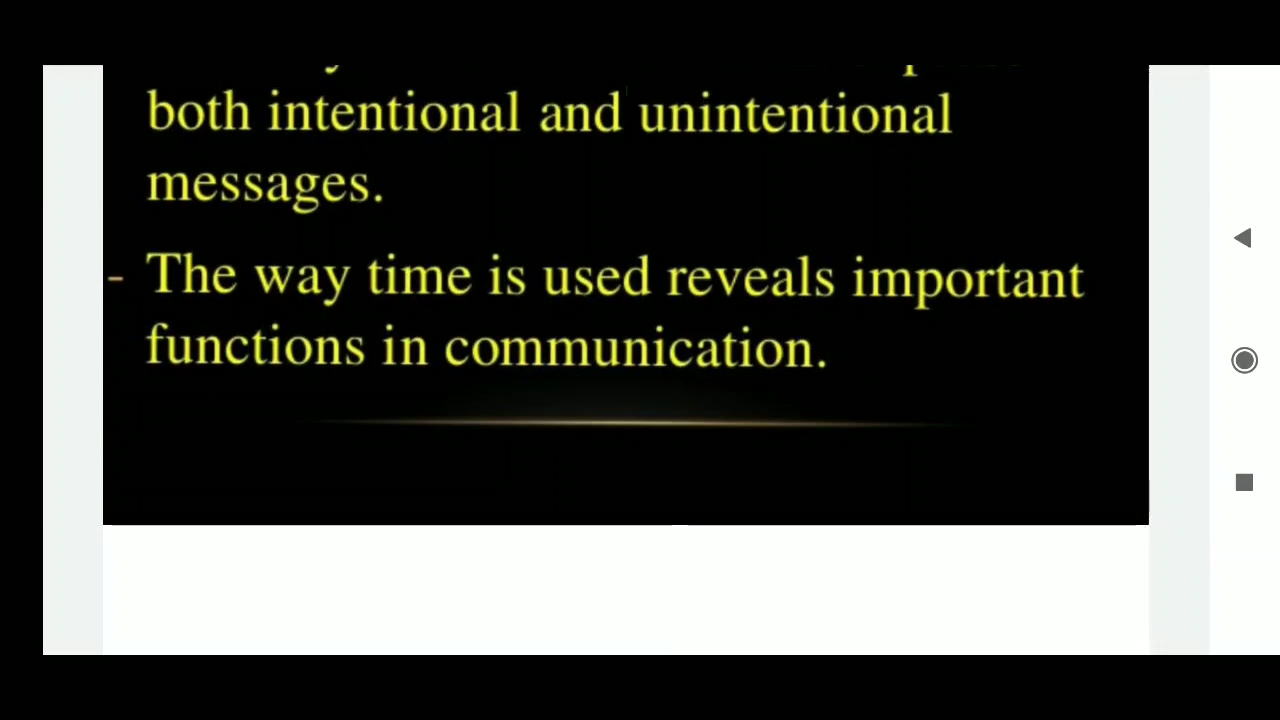 both intentional and unintentional
messages.
- The way time is used reveals important
functions in communication.